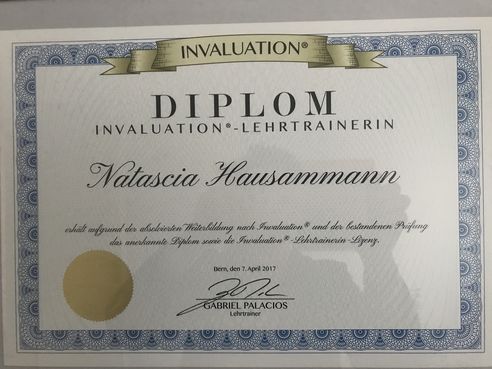 INVALUATION®
DIPLOM
INVALUATION®-LEHRTRAINERIN
Natascia Hausammann
erhält aufgrund der absolvierten Weiterbildung nach Invaluation® und der bestandenen Prüfung
das anerkannte Diplom sowie die Invaluation®-Lehrtrainerin-Lizenz.
Bern, den 7. April 2017
GABRIEL PALACIOS
Lehrtrainer